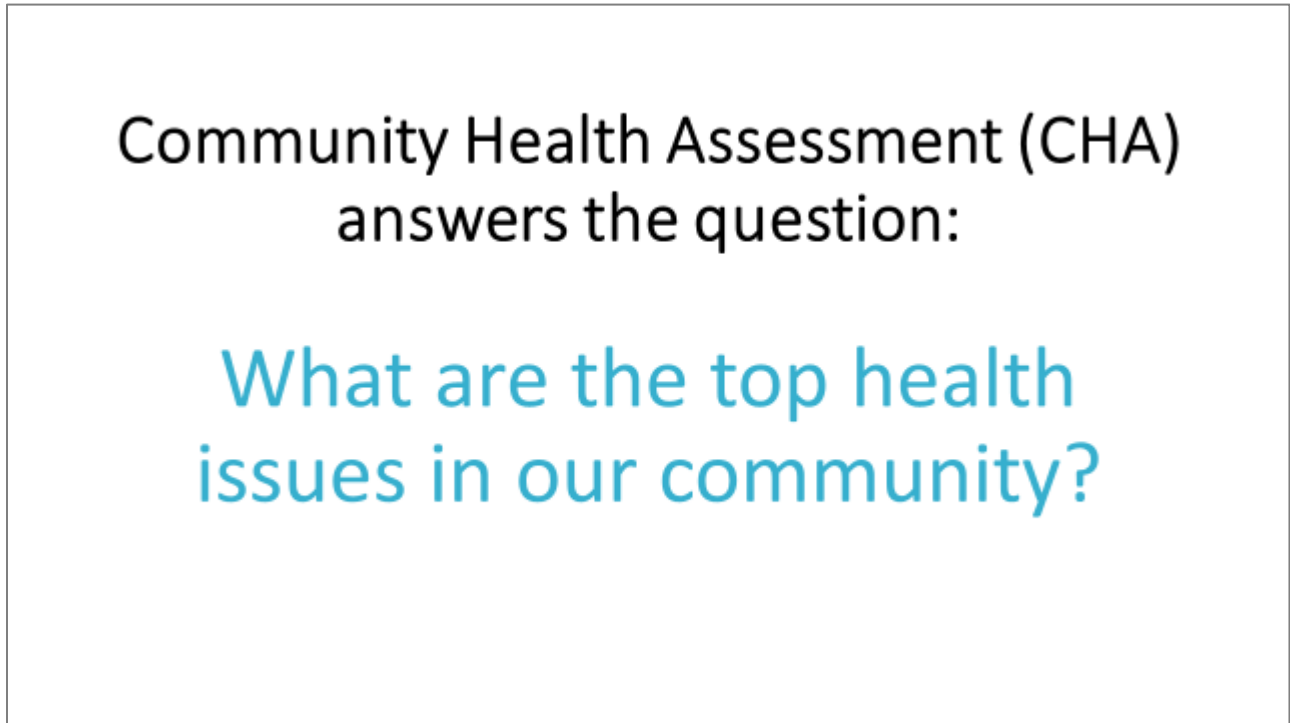 Community Health Assessment (CHA)
answers the question:
What are the top health
issues in our community?